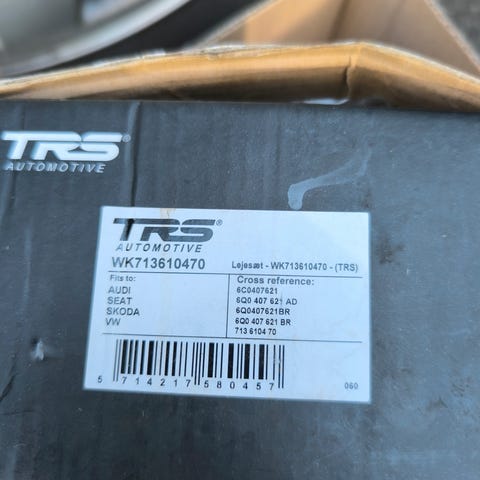 TRS®
AUTOMOTIVE
TRS®
AUTOMOTIVE
WK713610470 Lejesæt - WK713610470 - (TRS)
Fits to: Cross reference:
AUDI 6C0407621
SEAT 6Q0 407 621 AD
SKODA 6Q0407621BR
VW 6Q0 407 621 BR
713 6104 70
5 714217 580457 060